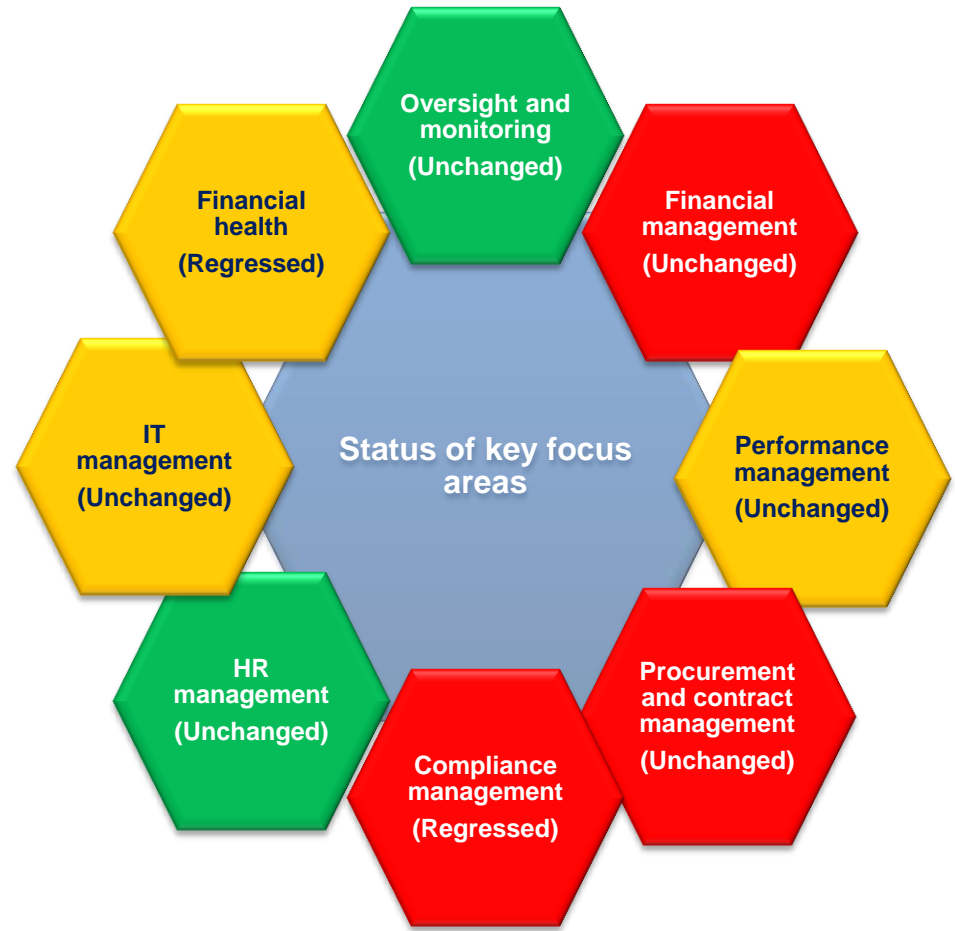 Oversight and
monitoring
(Unchanged)
Financial
management
(Unchanged)
Performance
management
(Unchanged)
Procurement
and contract
management
(Unchanged)
Compliance
management
(Regressed)
HR
management
(Unchanged)
IT
management
(Unchanged)
Financial
health
(Regressed)
Status of key focus
areas